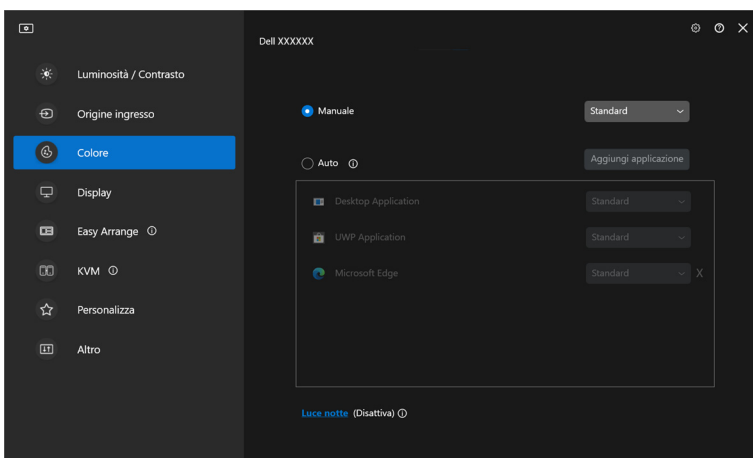 Dell XXXXXX
Luminosità / Contrasto
Origine ingresso
Colore
Display
Easy Arrange
KVM
Personalizza
Altro
Manuale
Standard
Auto
Aggiungi applicazione
Desktop Application
Standard
UWP Application
Standard
Microsoft Edge
Standard
X
Luce notte (Disattiva)